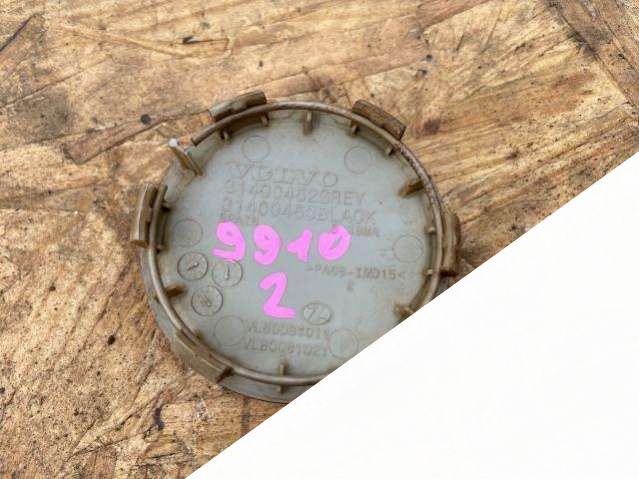 VOLVO
31400452GREY
31400453BLACK
9910
>PA66-IMD15<
2
VL80081011
VL80081021